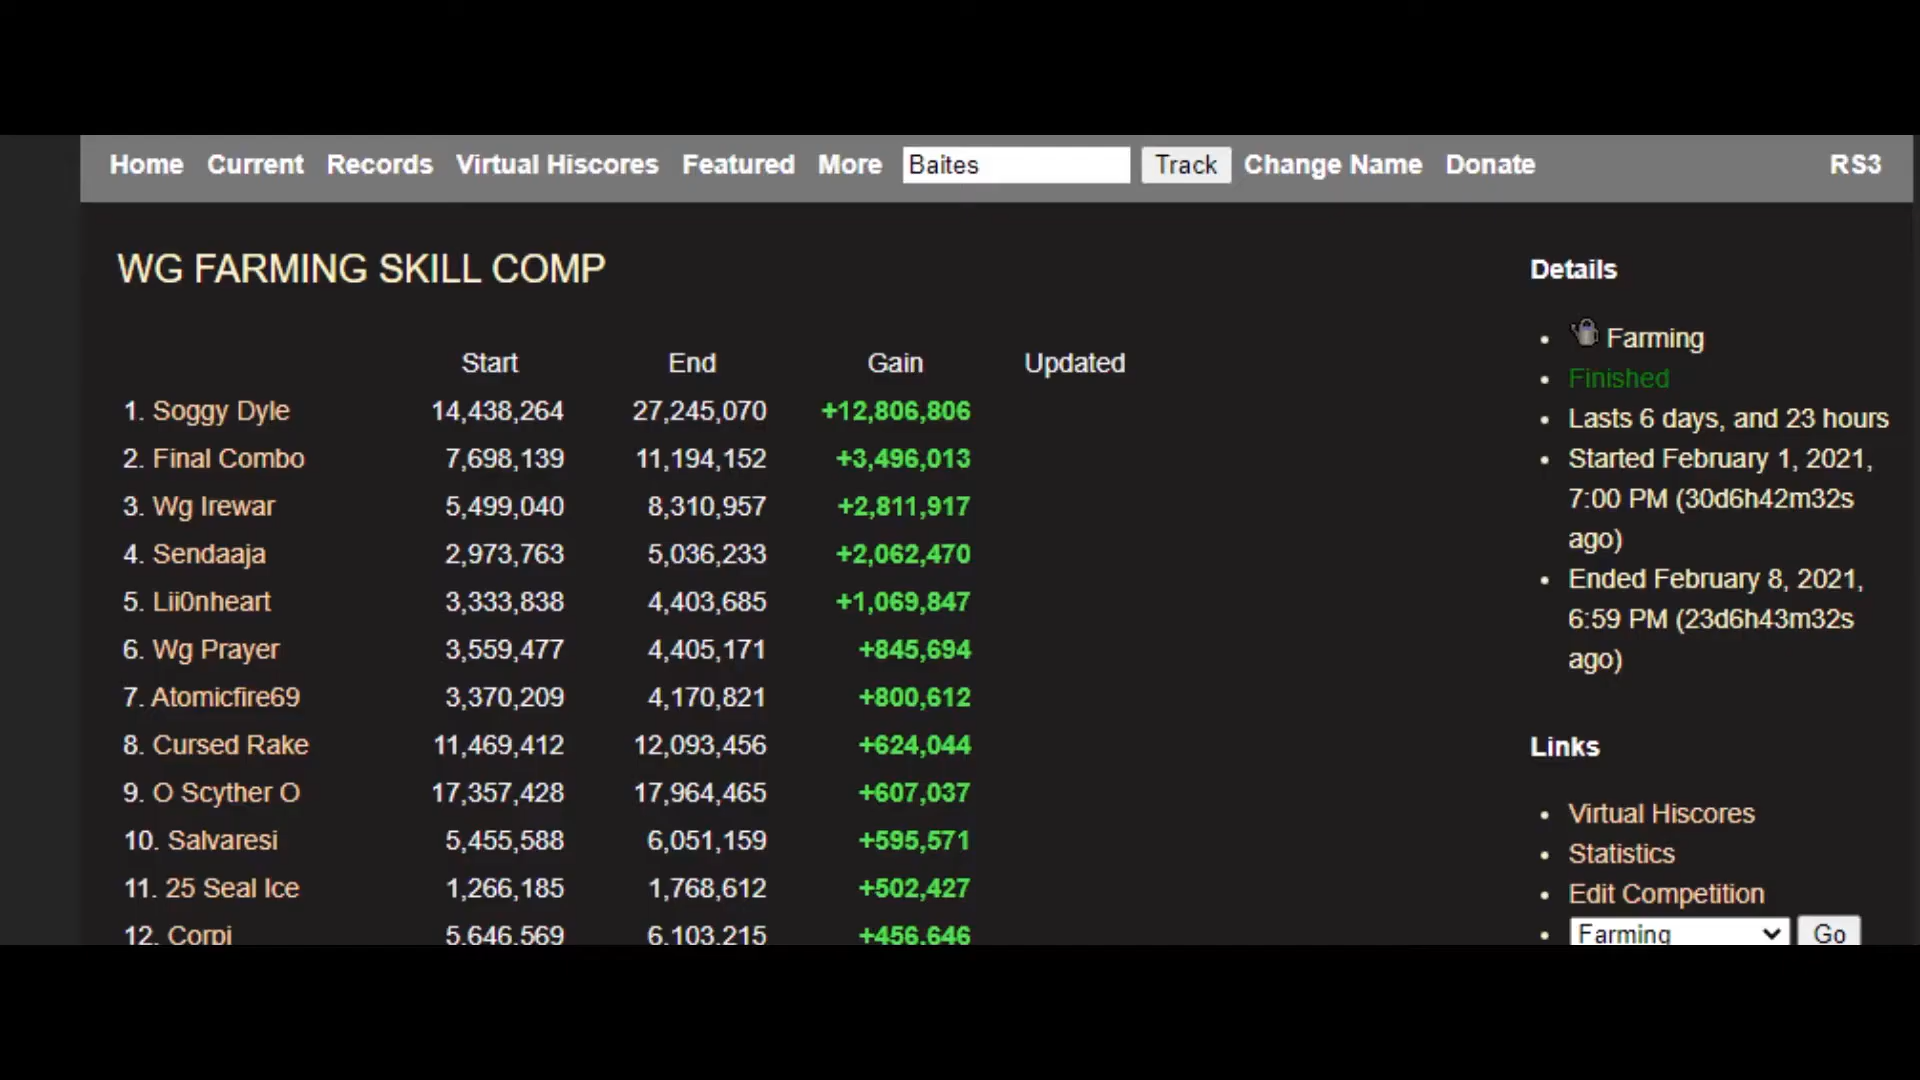 Home Current Records Virtual Hiscores Featured More Baites Track Change Name Donate RS3
WG FARMING SKILL COMP
Start End Gain Updated
1. Soggy Dyle 14,438,264 27,245,070 +12,806,806
2. Final Combo 7,698,139 11,194,152 +3,496,013
3. Wg Irewar 5,499,040 8,310,957 +2,811,917
4. Sendaaja 2,973,763 5,036,233 +2,062,470
5. Lii0nheart 3,333,838 4,403,685 +1,069,847
6. Wg Prayer 3,559,477 4,405,171 +845,694
7. Atomicfire69 3,370,209 4,170,821 +800,612
8. Cursed Rake 11,469,412 12,093,456 +624,044
9. O Scyther O 17,357,428 17,964,465 +607,037
10. Salvaresi 5,455,588 6,051,159 +595,571
11. 25 Seal Ice 1,266,185 1,768,612 +502,427
12. Corpi 5,646,569 6,103,215 +456,646
Details
• Farming
• Finished
• Lasts 6 days, and 23 hours
• Started February 1, 2021,
7:00 PM (30d6h42m32s
ago)
• Ended February 8, 2021,
6:59 PM (23d6h43m32s
ago)
Links
• Virtual Hiscores
• Statistics
• Edit Competition
• Farming Go